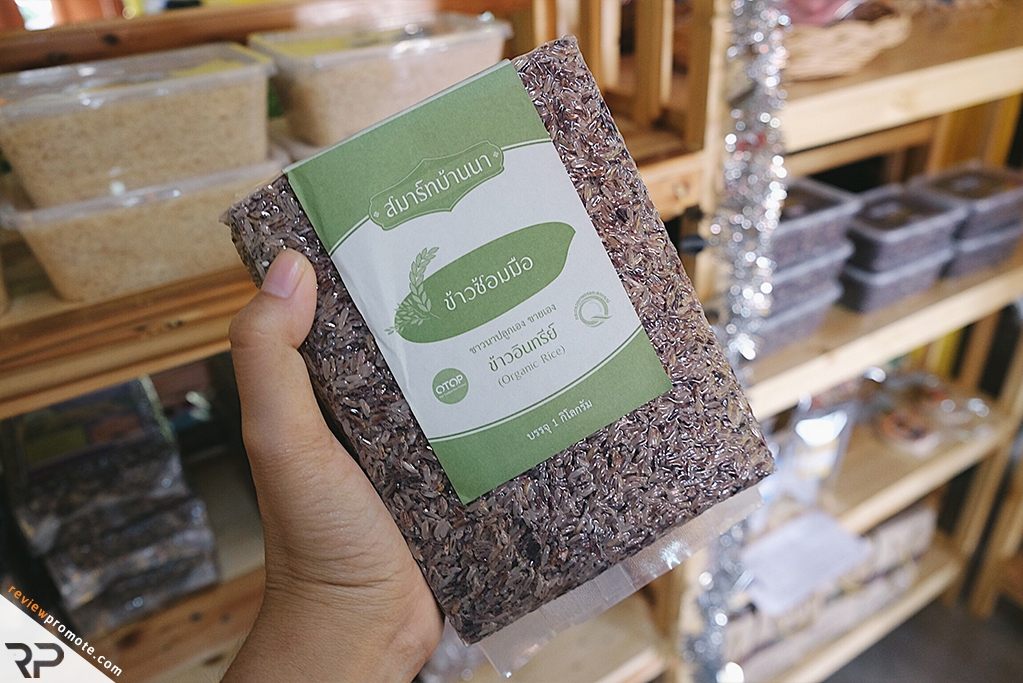 สมาร์ทบ้านนา
ข้าวซ้อมมือ
ชาวนาปลูกเอง ขายเอง
ข้าวอินทรีย์
(Organic Rice)
OTOP
บรรจุ 1 กิโลกรัม
reviewpromote.com
RP